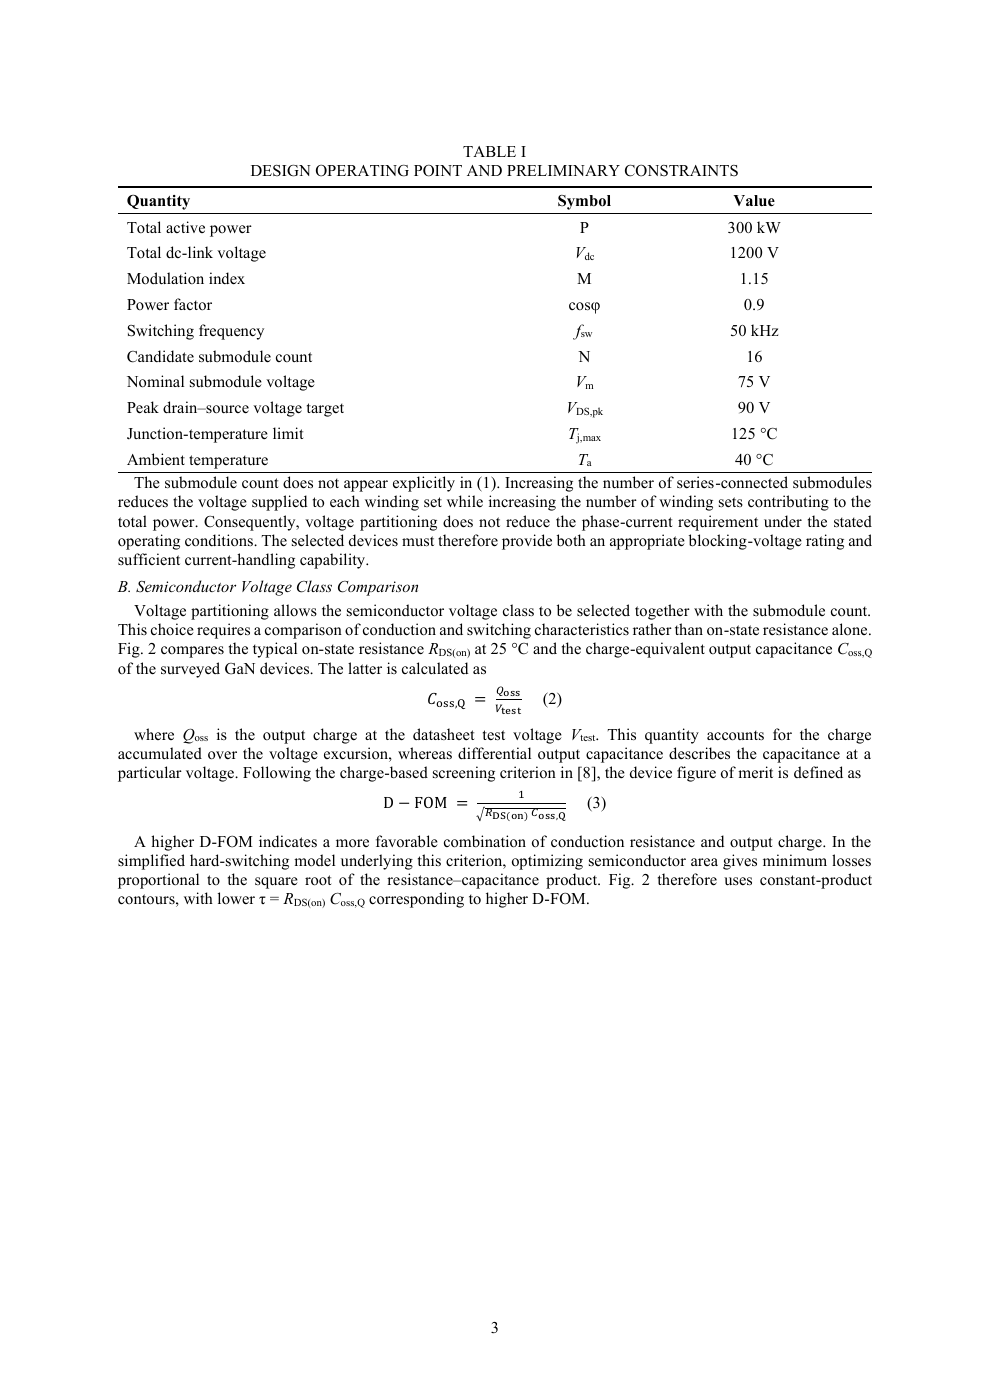 TABLE I
DESIGN OPERATING POINT AND PRELIMINARY CONSTRAINTS
Quantity Symbol Value
Total active power P 300 kW
Total dc-link voltage Vdc 1200 V
Modulation index M 1.15
Power factor cosφ 0.9
Switching frequency fsw 50 kHz
Candidate submodule count N 16
Nominal submodule voltage Vm 75 V
Peak drain–source voltage target VDS,pk 90 V
Junction-temperature limit Tj,max 125 °C
Ambient temperature Ta 40 °C
The submodule count does not appear explicitly in (1). Increasing the number of series-connected submodules
reduces the voltage supplied to each winding set while increasing the number of winding sets contributing to the
total power. Consequently, voltage partitioning does not reduce the phase-current requirement under the stated
operating conditions. The selected devices must therefore provide both an appropriate blocking-voltage rating and
sufficient current-handling capability.
B. Semiconductor Voltage Class Comparison
Voltage partitioning allows the semiconductor voltage class to be selected together with the submodule count.
This choice requires a comparison of conduction and switching characteristics rather than on-state resistance alone.
Fig. 2 compares the typical on-state resistance RDS(on) at 25 °C and the charge-equivalent output capacitance Coss,Q
of the surveyed GaN devices. The latter is calculated as
Coss,Q = Qoss / Vtest (2)
where Qoss is the output charge at the datasheet test voltage Vtest. This quantity accounts for the charge
accumulated over the voltage excursion, whereas differential output capacitance describes the capacitance at a
particular voltage. Following the charge-based screening criterion in [8], the device figure of merit is defined as
D − FOM = 1 / √RDS(on) Coss,Q (3)
A higher D-FOM indicates a more favorable combination of conduction resistance and output charge. In the
simplified hard-switching model underlying this criterion, optimizing semiconductor area gives minimum losses
proportional to the square root of the resistance–capacitance product. Fig. 2 therefore uses constant-product
contours, with lower τ = RDS(on) Coss,Q corresponding to higher D-FOM.
3